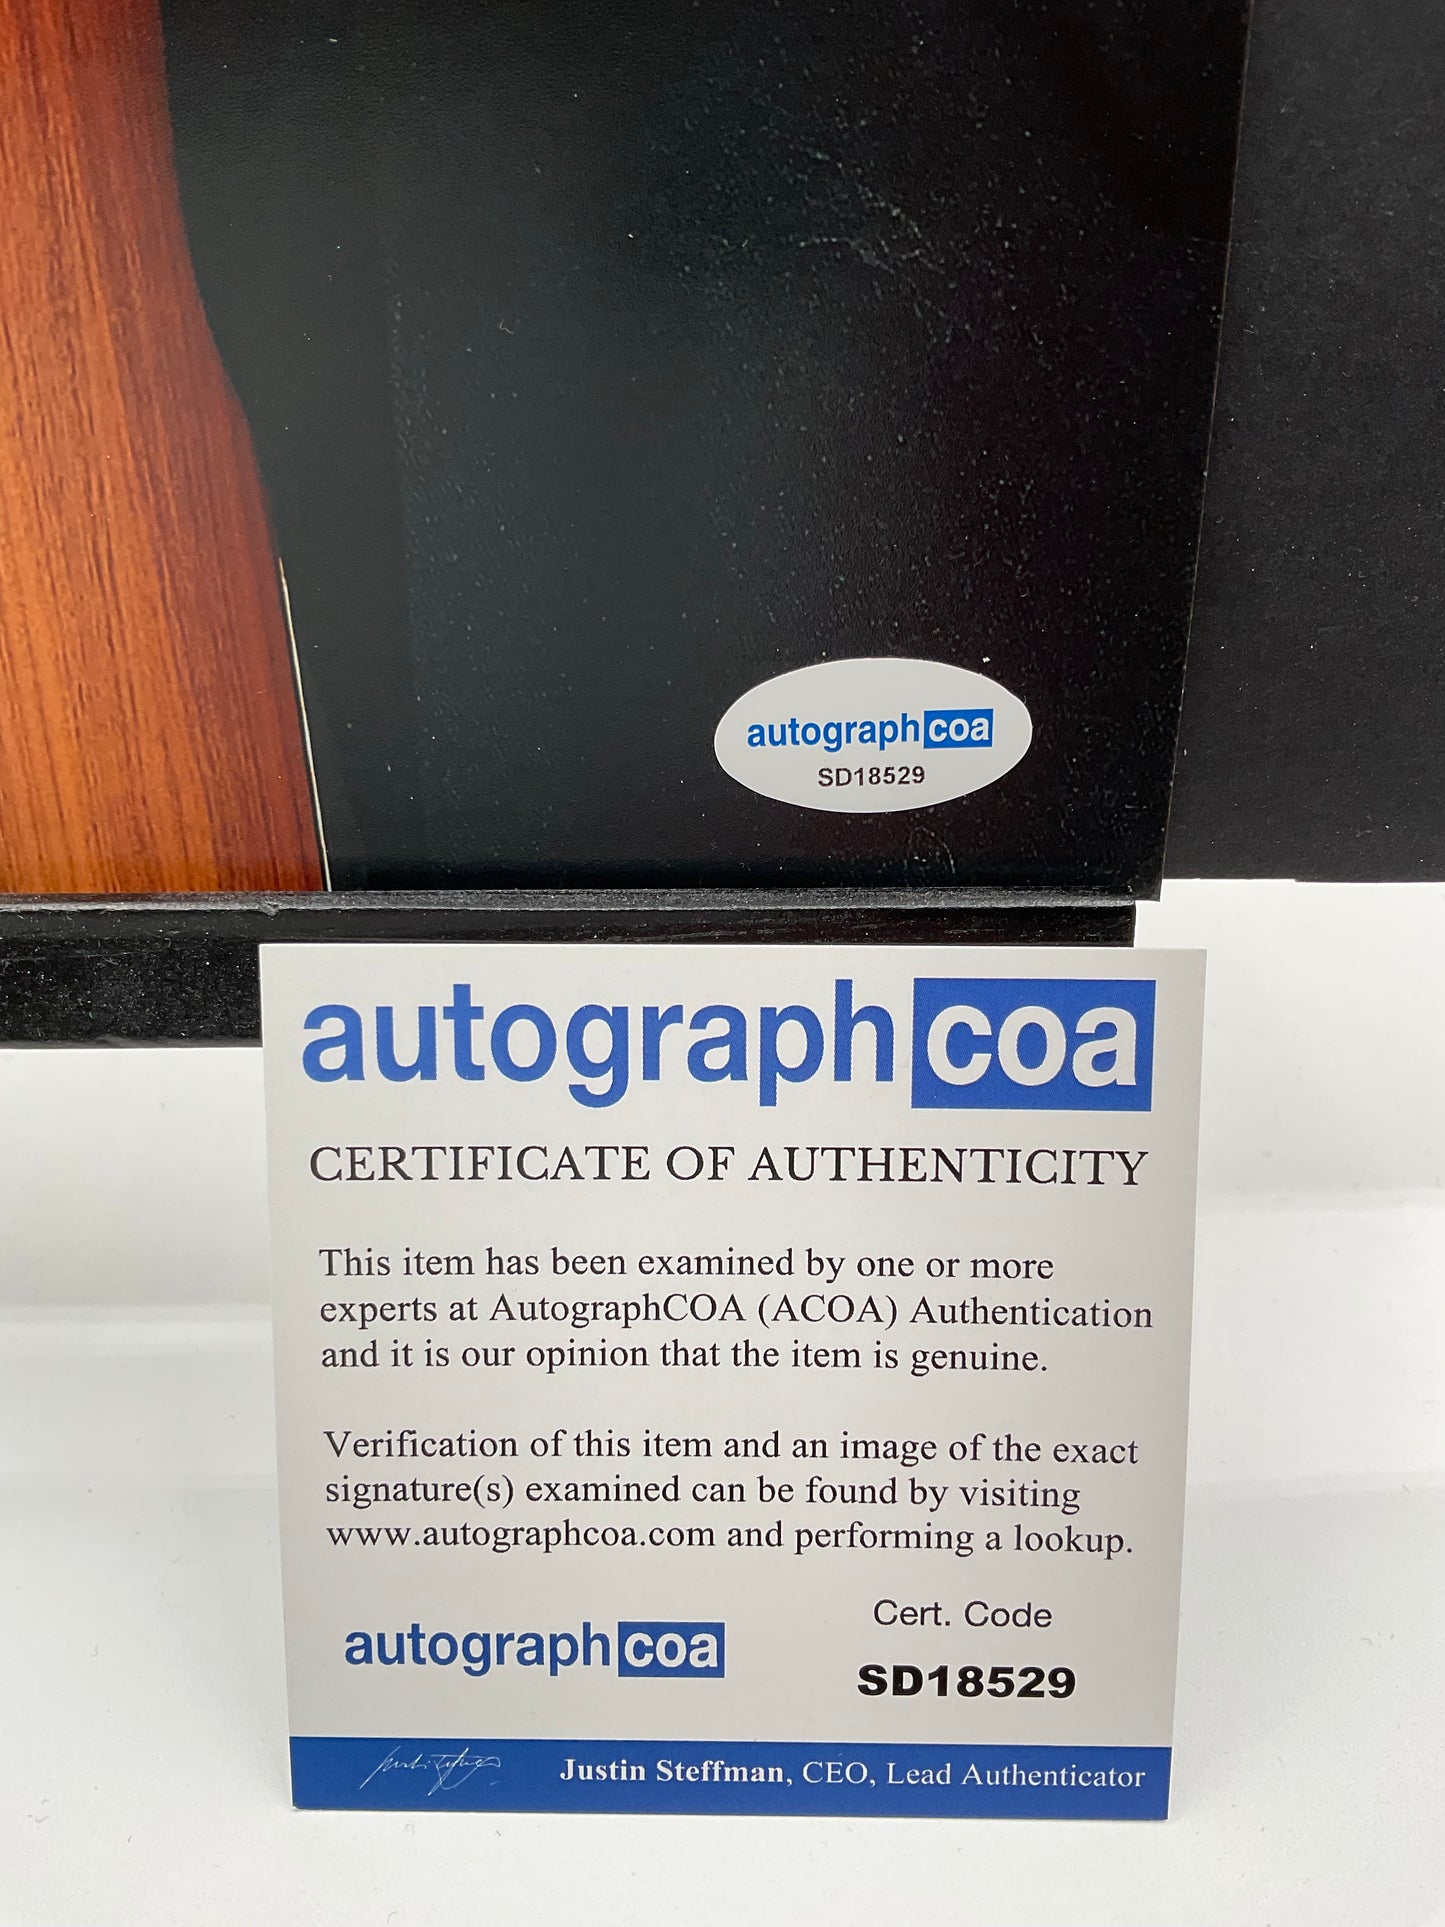 autographcoa
SD18529
autographcoa
CERTIFICATE OF AUTHENTICITY
This item has been examined by one or more
experts at AutographCOA (ACOA) Authentication
and it is our opinion that the item is genuine.
Verification of this item and an image of the exact
signature(s) examined can be found by visiting
www.autographcoa.com and performing a lookup.
Cert. Code
autographcoa
SD18529
Justin Steffman, CEO, Lead Authenticator